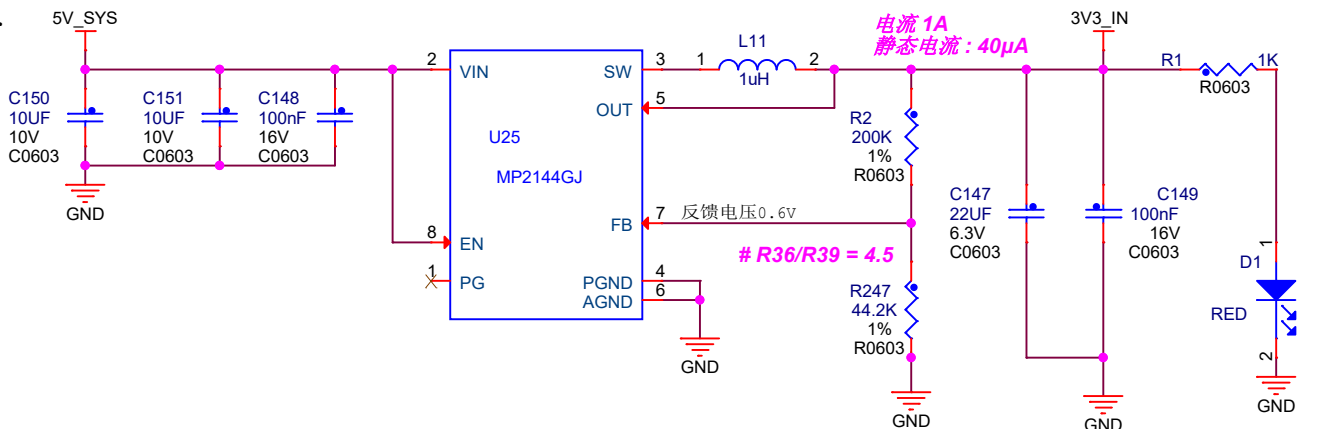 5V_SYS
C150
10UF
10V
C0603
C151
10UF
10V
C0603
C148
100nF
16V
C0603
GND
2
VIN
8
EN
1
PG
U25
MP2144GJ
SW
3
OUT
5
FB
7
PGND
4
AGND
6
GND
1
L11
1uH
2
电流 1A
静态电流 : 40μA
R2
200K
1%
R0603
反馈电压0.6V
# R36/R39 = 4.5
R247
44.2K
1%
R0603
GND
3V3_IN
C147
22UF
6.3V
C0603
C149
100nF
16V
C0603
GND
R1
1K
R0603
1
D1
RED
2
GND